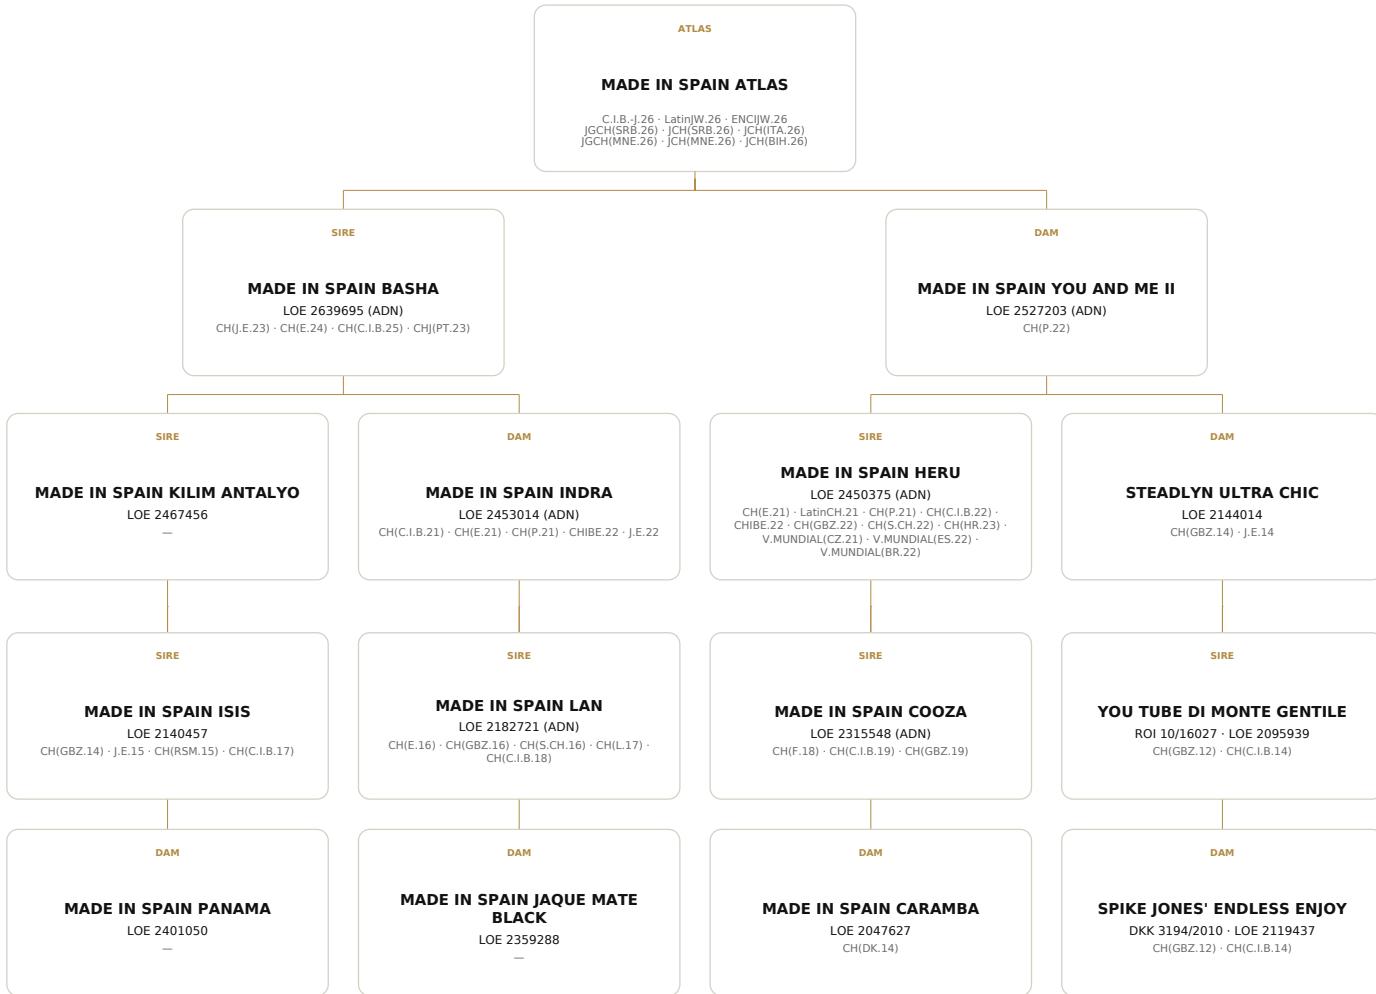 ATLAS
MADE IN SPAIN ATLAS
C.I.B.-J.26 · LatinJW.26 · ENCIJW.26
JGCH(SRB.26) · JCH(SRB.26) · JCH(ITA.26)
JGCH(MNE.26) · JCH(MNE.26) · JCH(BIH.26)
SIRE
MADE IN SPAIN BASHA
LOE 2639695 (ADN)
CH(J.E.23) · CH(E.24) · CH(C.I.B.25) · CHJ(PT.23)
DAM
MADE IN SPAIN YOU AND ME II
LOE 2527203 (ADN)
CH(P.22)
SIRE
MADE IN SPAIN KILIM ANTALYO
LOE 2467456
—
DAM
MADE IN SPAIN INDRA
LOE 2453014 (ADN)
CH(C.I.B.21) · CH(E.21) · CH(P.21) · CHIBE.22 · J.E.22
SIRE
MADE IN SPAIN HERU
LOE 2450375 (ADN)
CH(E.21) · LatinCH.21 · CH(P.21) · CH(C.I.B.22) ·
CHIBE.22 · CH(GBZ.22) · CH(S.CH.22) · CH(HR.23) ·
V.MUNDIAL(CZ.21) · V.MUNDIAL(ES.22) ·
V.MUNDIAL(BR.22)
DAM
STEADLYN ULTRA CHIC
LOE 2144014
CH(GBZ.14) · J.E.14
SIRE
MADE IN SPAIN ISIS
LOE 2140457
CH(GBZ.14) · J.E.15 · CH(RSM.15) · CH(C.I.B.17)
SIRE
MADE IN SPAIN LAN
LOE 2182721 (ADN)
CH(E.16) · CH(GBZ.16) · CH(S.CH.16) · CH(L.17) ·
CH(C.I.B.18)
SIRE
MADE IN SPAIN COOZA
LOE 2315548 (ADN)
CH(F.18) · CH(C.I.B.19) · CH(GBZ.19)
SIRE
YOU TUBE DI MONTE GENTILE
ROI 10/16027 · LOE 2095939
CH(GBZ.12) · CH(C.I.B.14)
DAM
MADE IN SPAIN PANAMA
LOE 2401050
—
DAM
MADE IN SPAIN JAQUE MATE
BLACK
LOE 2359288
—
DAM
MADE IN SPAIN CARAMBA
LOE 2047627
CH(DK.14)
DAM
SPIKE JONES' ENDLESS ENJOY
DKK 3194/2010 · LOE 2119437
CH(GBZ.12) · CH(C.I.B.14)